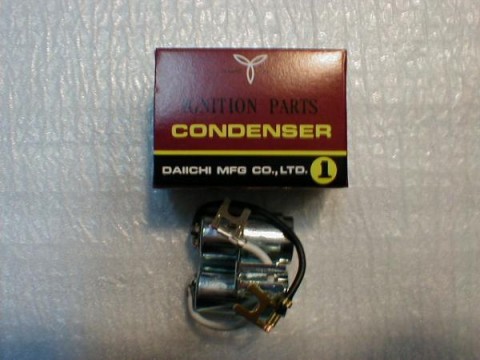 IGNITION PARTS
CONDENSER
DAIICHI MFG CO., LTD. 1